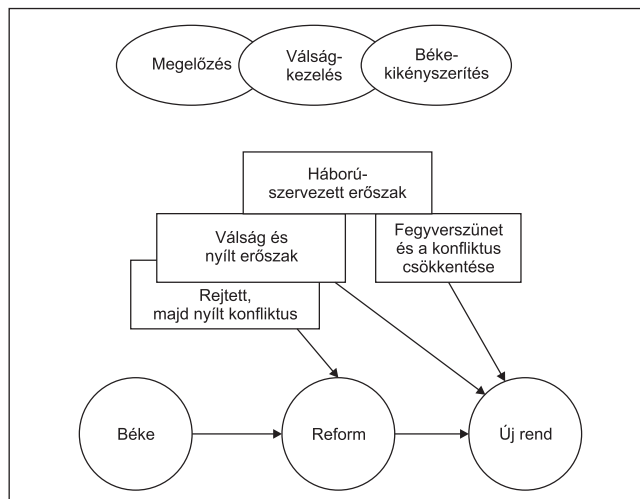 Megelőzés
Válság-
kezelés
Béke-
kikényszerítés
Háború-
szervezett erőszak
Válság és
nyílt erőszak
Fegyverszünet
és a konfliktus
csökkentése
Rejtett,
majd nyílt konfliktus
Béke
Reform
Új rend